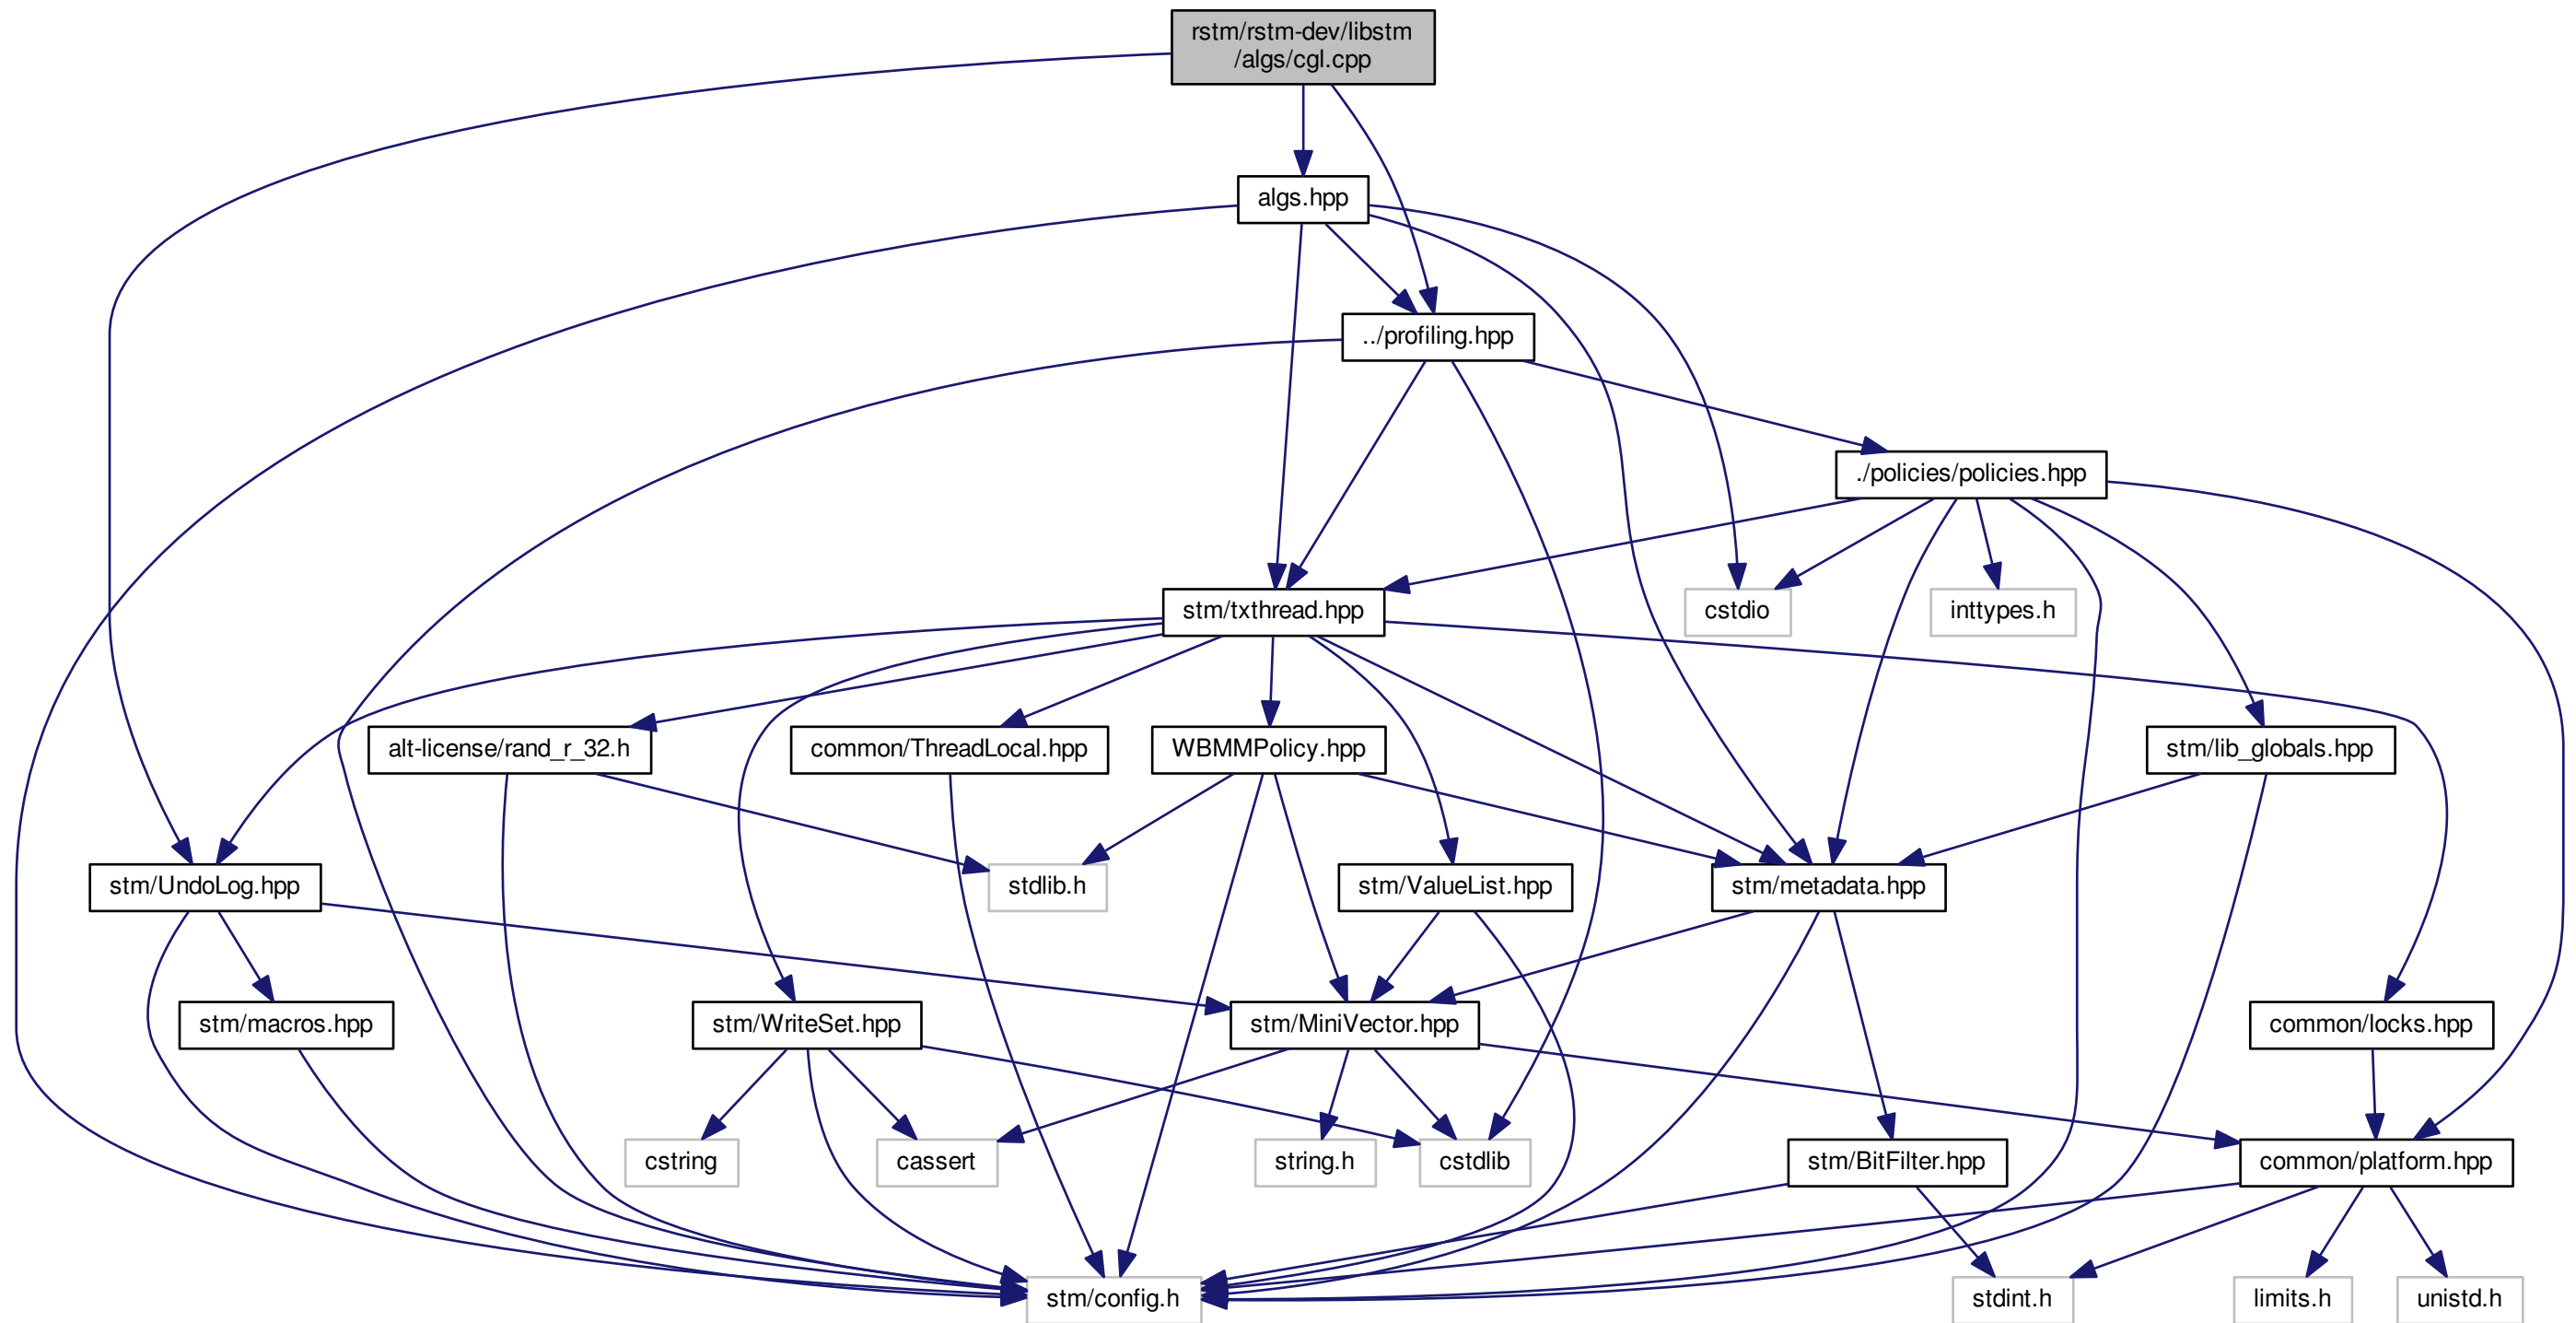 rstm/rstm-dev/libstm
/algs/cgl.cpp
algs.hpp
../profiling.hpp
./policies/policies.hpp
stm/txthread.hpp
cstdio
inttypes.h
alt-license/rand_r_32.h
common/ThreadLocal.hpp
WBMMPolicy.hpp
stm/lib_globals.hpp
stm/UndoLog.hpp
stdlib.h
stm/ValueList.hpp
stm/metadata.hpp
stm/macros.hpp
stm/WriteSet.hpp
stm/MiniVector.hpp
common/locks.hpp
cstring
cassert
string.h
cstdlib
stm/BitFilter.hpp
common/platform.hpp
stm/config.h
stdint.h
limits.h
unistd.h